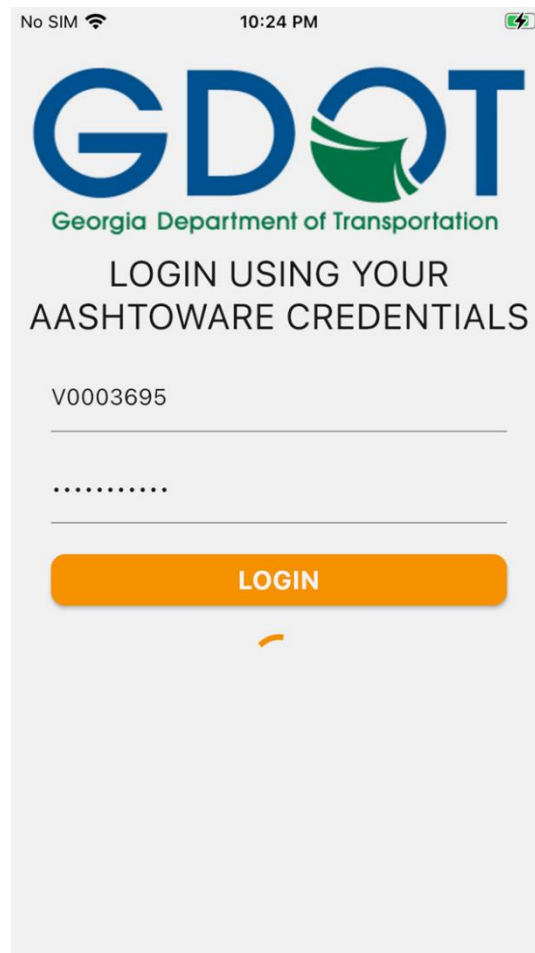 No SIM 10:24 PM
GDOT
Georgia Department of Transportation
LOGIN USING YOUR
AASHTOWARE CREDENTIALS
V0003695
...........
LOGIN